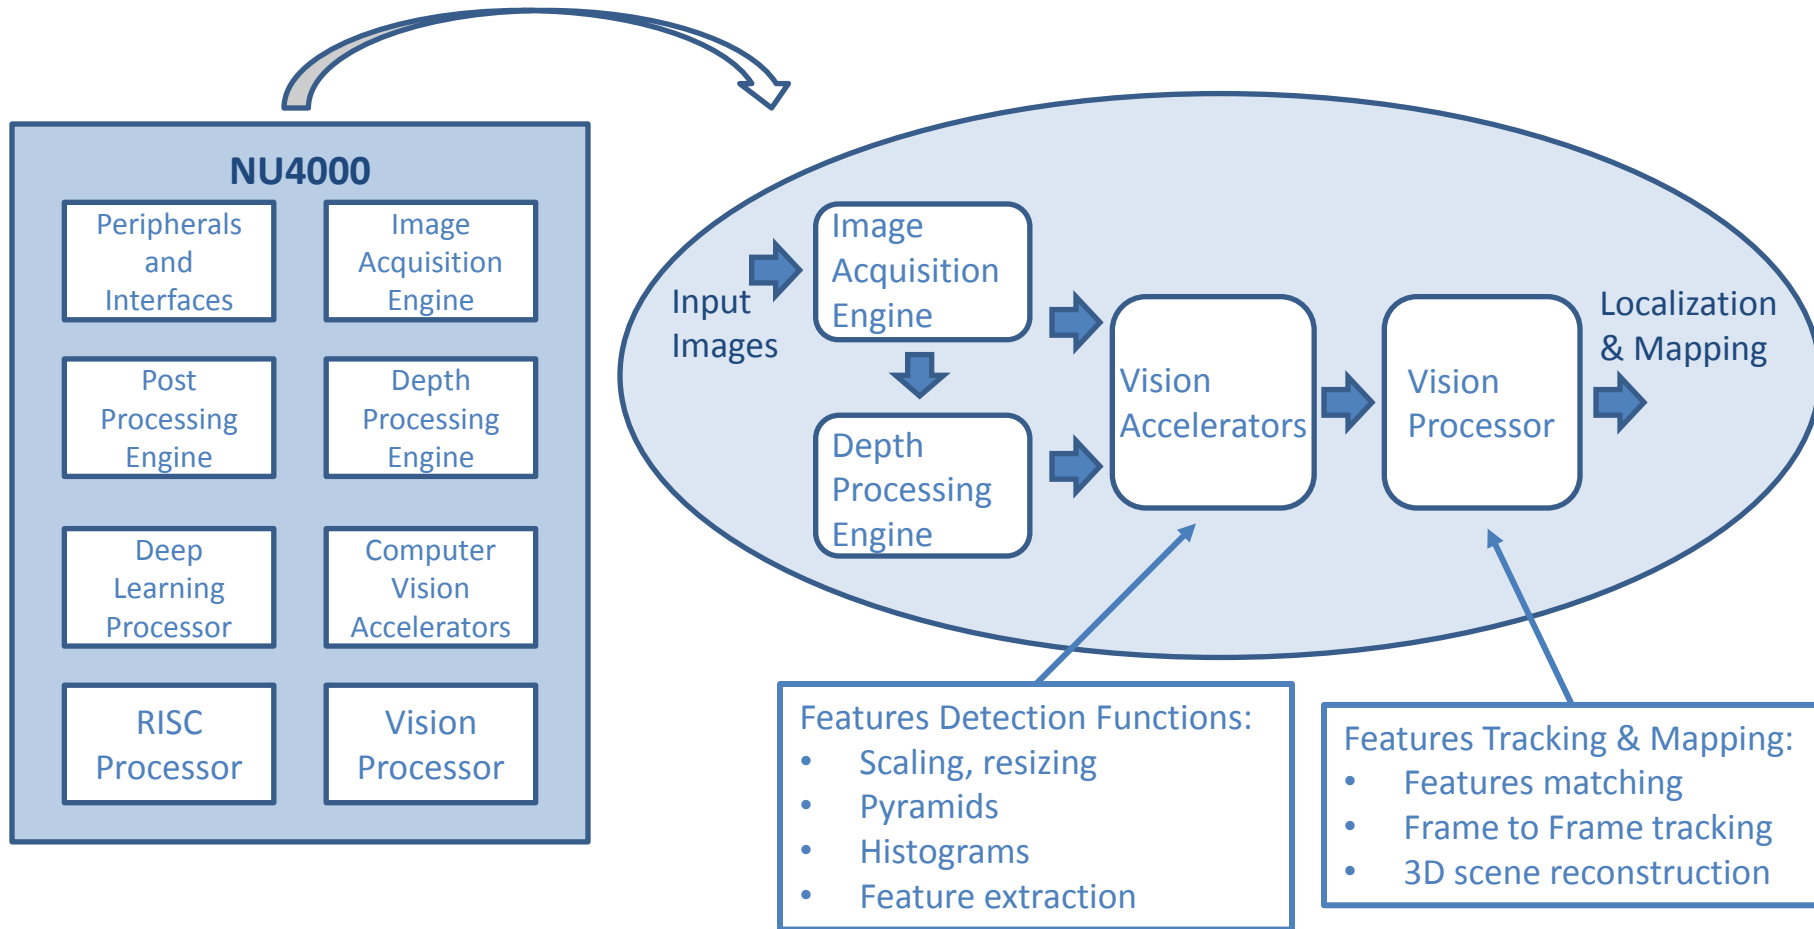 NU4000
Peripherals
and
Interfaces
Image
Acquisition
Engine
Post
Processing
Engine
Depth
Processing
Engine
Deep
Learning
Processor
Computer
Vision
Accelerators
RISC
Processor
Vision
Processor
Input
Images
Image
Acquisition
Engine
Depth
Processing
Engine
Vision
Accelerators
Vision
Processor
Localization
& Mapping
Features Detection Functions:
• Scaling, resizing
• Pyramids
• Histograms
• Feature extraction
Features Tracking & Mapping:
• Features matching
• Frame to Frame tracking
• 3D scene reconstruction